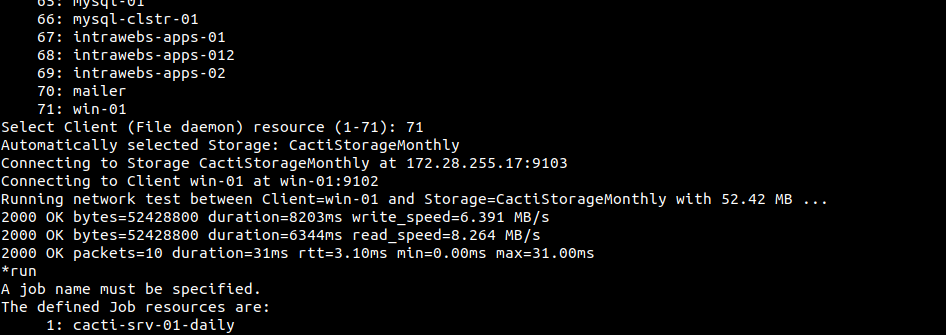 65: mysql-01
66: mysql-clstr-01
67: intrawebs-apps-01
68: intrawebs-apps-012
69: intrawebs-apps-02
70: mailer
71: win-01
Select Client (File daemon) resource (1-71): 71
Automatically selected Storage: CactiStorageMonthly
Connecting to Storage CactiStorageMonthly at 172.28.255.17:9103
Connecting to Client win-01 at win-01:9102
Running network test between Client=win-01 and Storage=CactiStorageMonthly with 52.42 MB ...
2000 OK bytes=52428800 duration=8203ms write_speed=6.391 MB/s
2000 OK bytes=52428800 duration=6344ms read_speed=8.264 MB/s
2000 OK packets=10 duration=31ms rtt=3.10ms min=0.00ms max=31.00ms
*run
A job name must be specified.
The defined Job resources are:
1: cacti-srv-01-daily